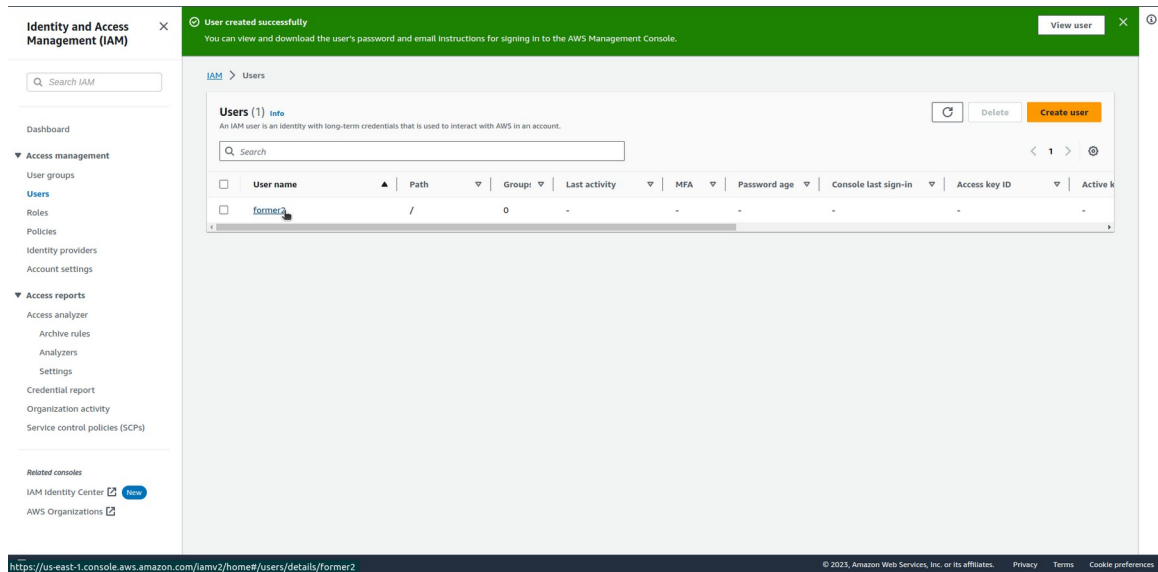 Identity and Access Management (IAM)
Search IAM
Dashboard
Access management
User groups
Users
Roles
Policies
Identity providers
Account settings
Access reports
Access analyzer
Archive rules
Analyzers
Settings
Credential report
Organization activity
Service control policies (SCPs)
Related consoles
IAM Identity Center New
AWS Organizations
User created successfully
You can view and download the user's password and email instructions for signing in to the AWS Management Console.
View user
IAM > Users
Users (1) Info
An IAM user is an identity with long-term credentials that is used to interact with AWS in an account.
Delete
Create user
Search
1
User name Path Groups Last activity MFA Password age Console last sign-in Access key ID Active k
former2 / 0 - - - - - -
https://us-east-1.console.aws.amazon.com/iamv2/home#/users/details/former2
© 2023, Amazon Web Services, Inc. or its affiliates. Privacy Terms Cookie preferences